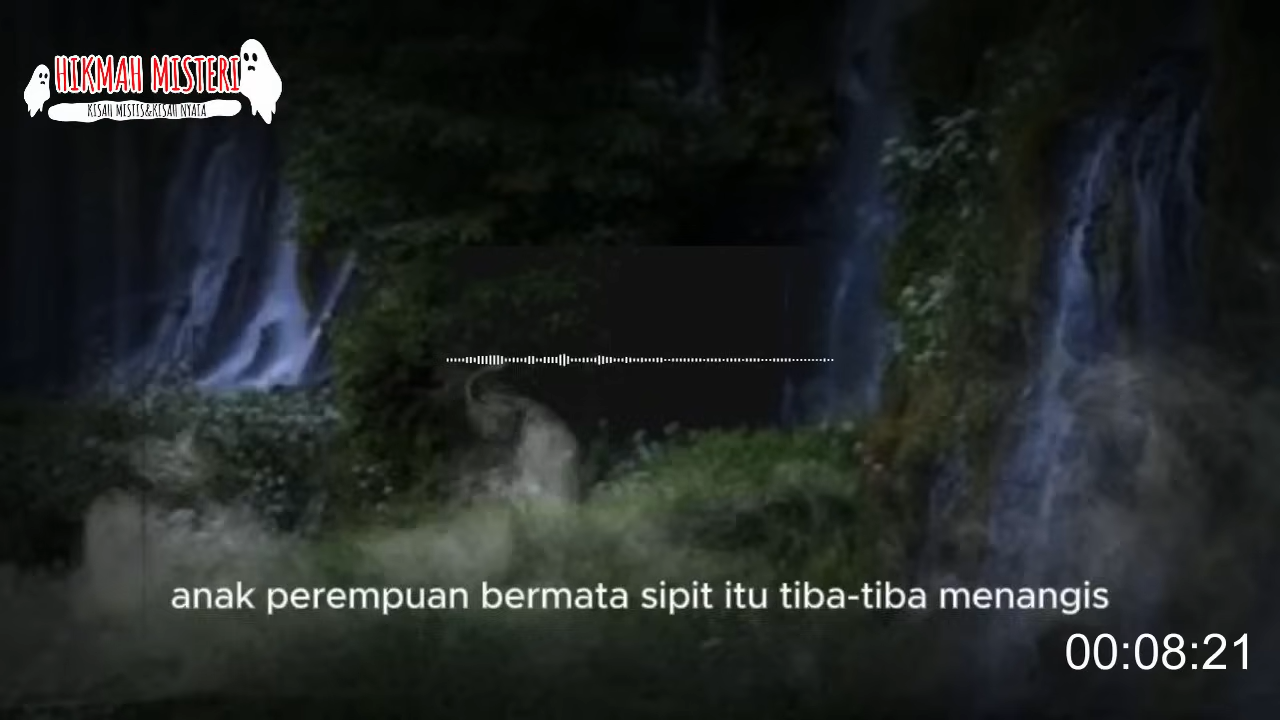 HIKMAH MISTERI
KISAH MISTIS&KISAH NYATA
anak perempuan bermata sipit itu tiba-tiba menangis
00:08:21